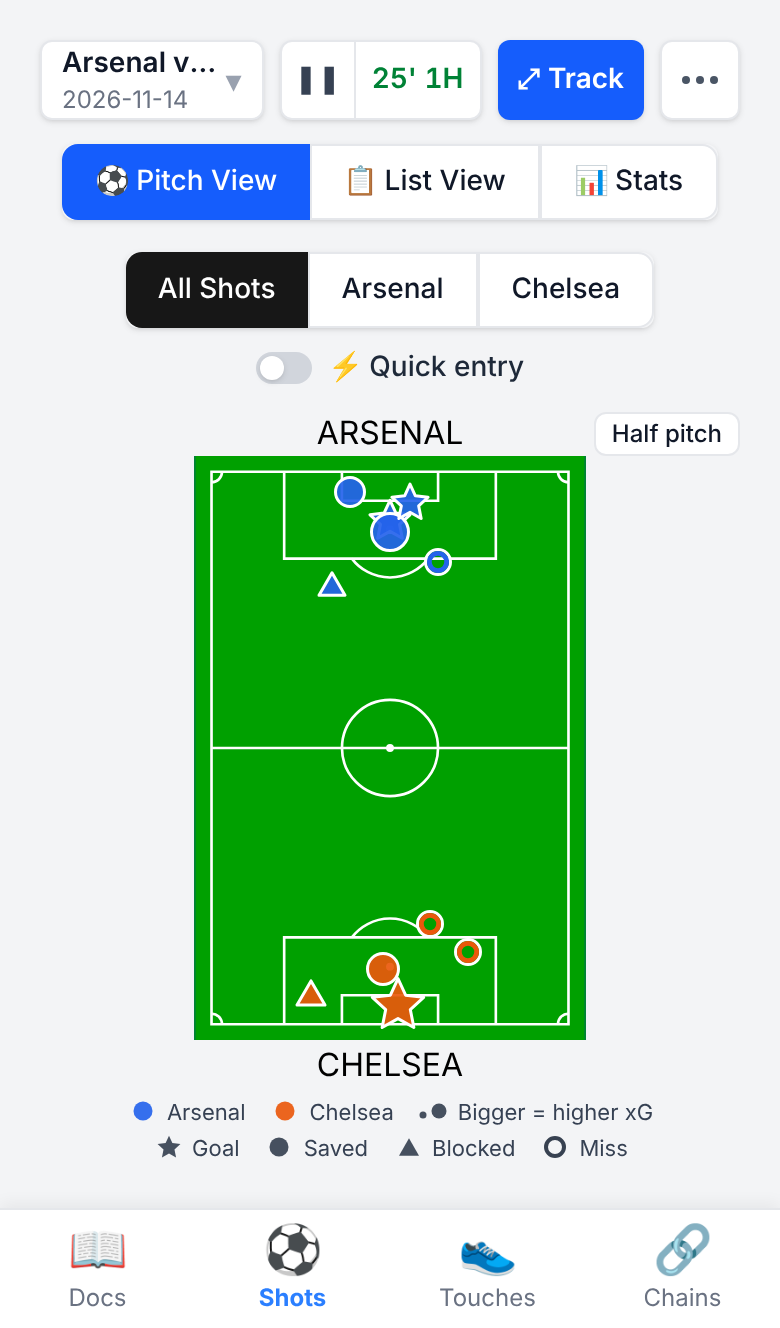 Arsenal v...
2026-11-14
25' 1H
Track
Pitch View
List View
Stats
All Shots
Arsenal
Chelsea
Quick entry
ARSENAL
Half pitch
CHELSEA
Arsenal
Chelsea
Bigger = higher xG
Goal
Saved
Blocked
Miss
Docs
Shots
Touches
Chains